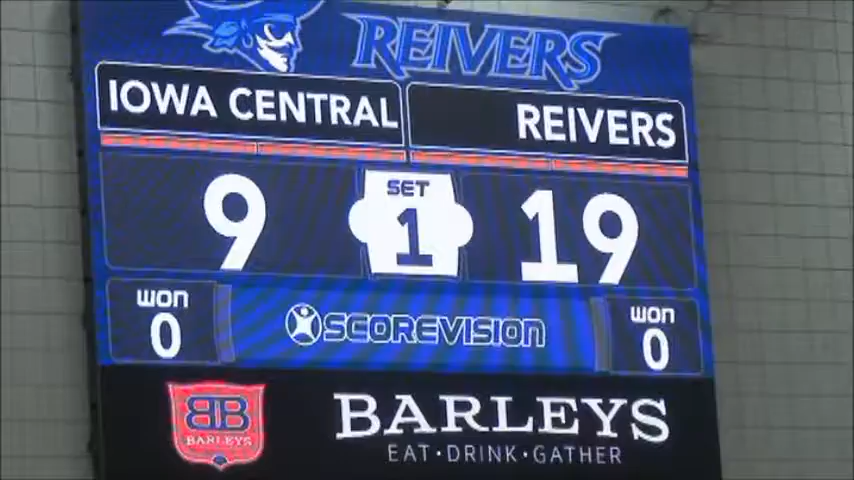 REIVERS
IOWA CENTRAL
REIVERS
9
SET
1
19
WON
0
SCOREVISION
WON
0
BB
BARLEYS
BARLEYS
EAT·DRINK·GATHER